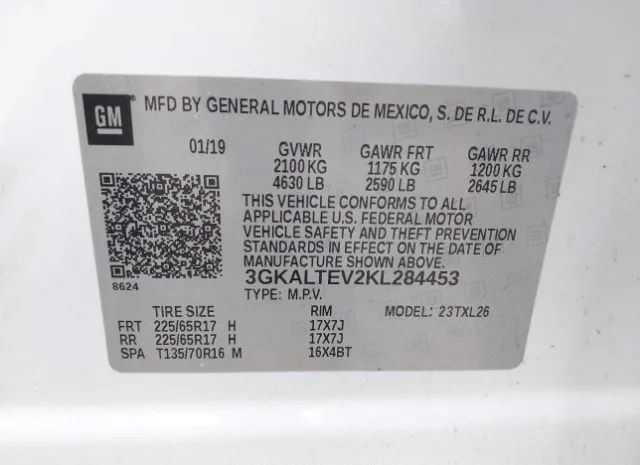 GM
MFD BY GENERAL MOTORS DE MEXICO, S. DE R.L. DE C.V.
01/19 GVWR GAWR FRT GAWR RR
2100 KG 1175 KG 1200 KG
4630 LB 2590 LB 2645 LB
THIS VEHICLE CONFORMS TO ALL
APPLICABLE U.S. FEDERAL MOTOR
VEHICLE SAFETY AND THEFT PREVENTION
STANDARDS IN EFFECT ON THE DATE OF
MANUFACTURE SHOWN ABOVE.
8624
3GKALTEV2KL284453
TYPE: M.P.V.
TIRE SIZE RIM MODEL: 23TXL26
FRT 225/65R17 H 17X7J
RR 225/65R17 H 17X7J
SPA T135/70R16 M 16X4BT